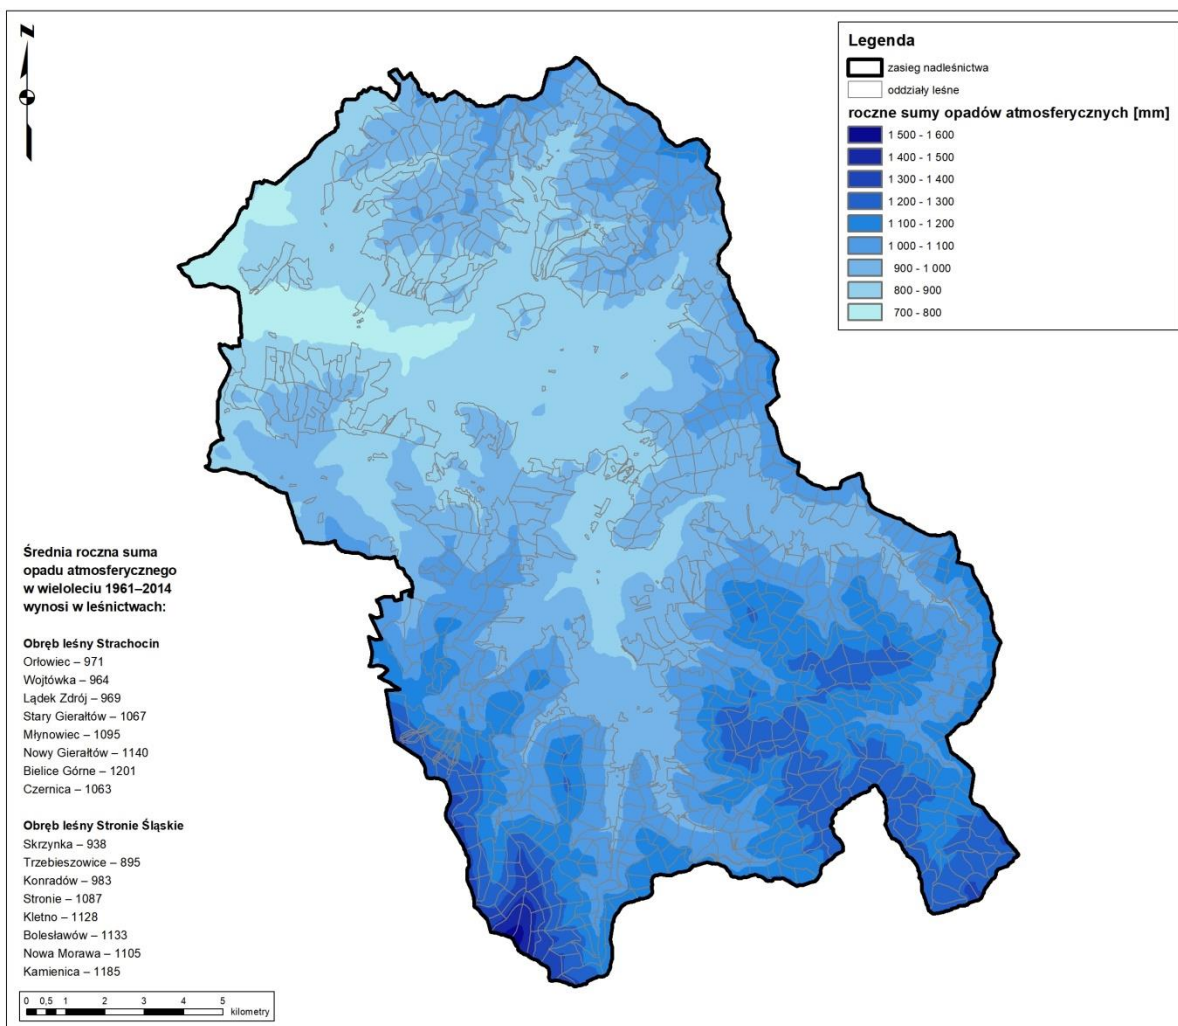 N
Legenda
zasieg nadleśnictwa
oddziały leśne
roczne sumy opadów atmosferycznych [mm]
1 500 - 1 600
1 400 - 1 500
1 300 - 1 400
1 200 - 1 300
1 100 - 1 200
1 000 - 1 100
900 - 1 000
800 - 900
700 - 800
Średnia roczna suma
opadu atmosferycznego
w wieloleciu 1961–2014
wynosi w leśnictwach:
Obręb leśny Strachocin
Orłowiec – 971
Wojtówka – 964
Lądek Zdrój – 969
Stary Gierałtów – 1067
Młynowiec – 1095
Nowy Gierałtów – 1140
Bielice Górne – 1201
Czernica – 1063
Obręb leśny Stronie Śląskie
Skrzynka – 938
Trzebieszowice – 895
Konradów – 983
Stronie – 1087
Kletno – 1128
Bolesławów – 1133
Nowa Morawa – 1105
Kamienica – 1185
0 0,5 1 2 3 4 5
kilometry